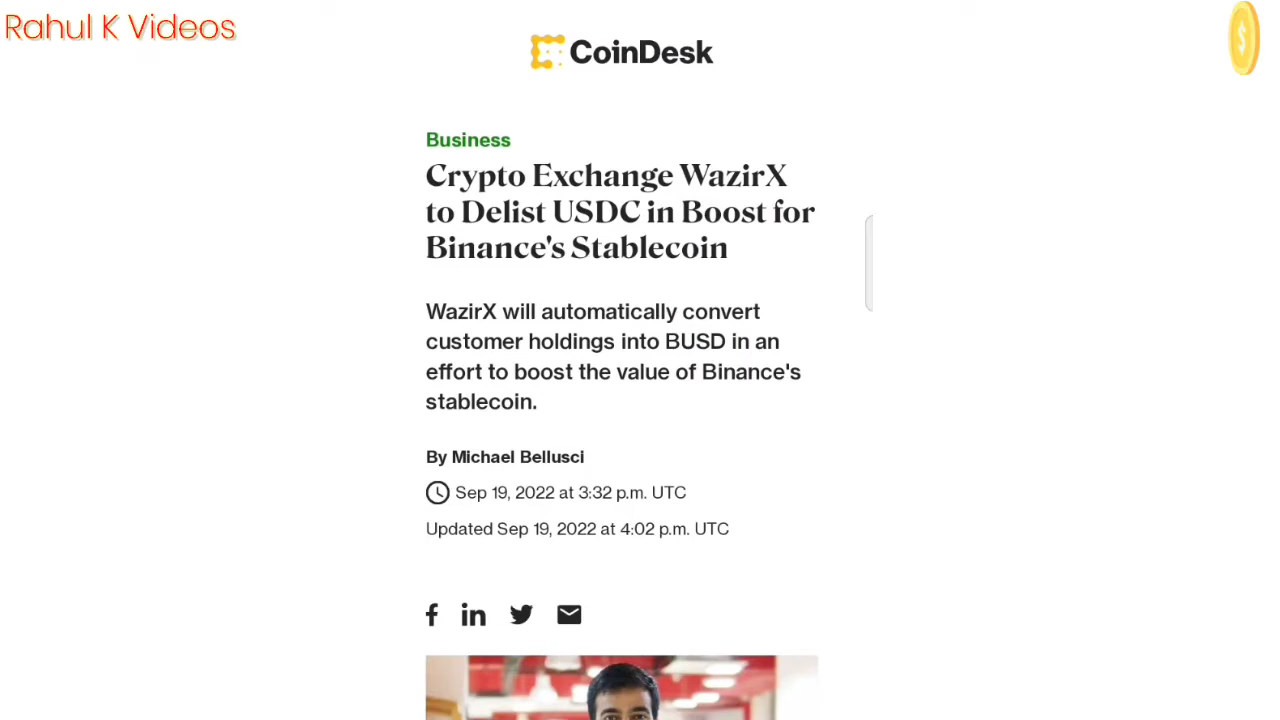 Rahul K Videos
CoinDesk
Business
Crypto Exchange WazirX
to Delist USDC in Boost for
Binance's Stablecoin
WazirX will automatically convert
customer holdings into BUSD in an
effort to boost the value of Binance's
stablecoin.
By Michael Bellusci
Sep 19, 2022 at 3:32 p.m. UTC
Updated Sep 19, 2022 at 4:02 p.m. UTC